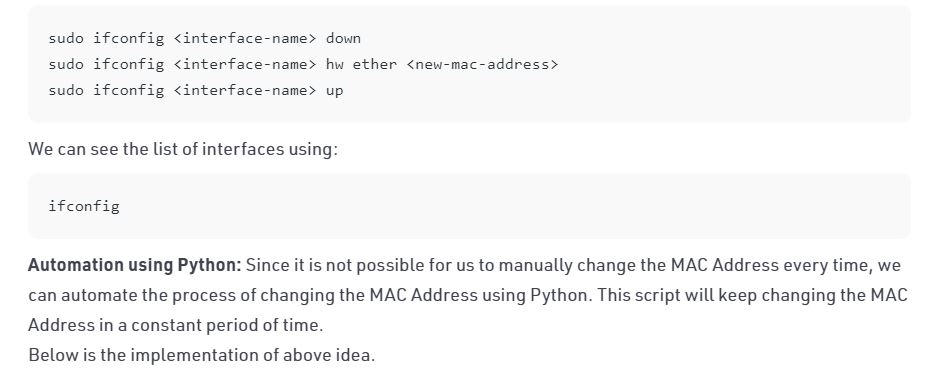 sudo ifconfig <interface-name> down
sudo ifconfig <interface-name> hw ether <new-mac-address>
sudo ifconfig <interface-name> up
We can see the list of interfaces using:
ifconfig
Automation using Python: Since it is not possible for us to manually change the MAC Address every time, we
can automate the process of changing the MAC Address using Python. This script will keep changing the MAC
Address in a constant period of time.
Below is the implementation of above idea.